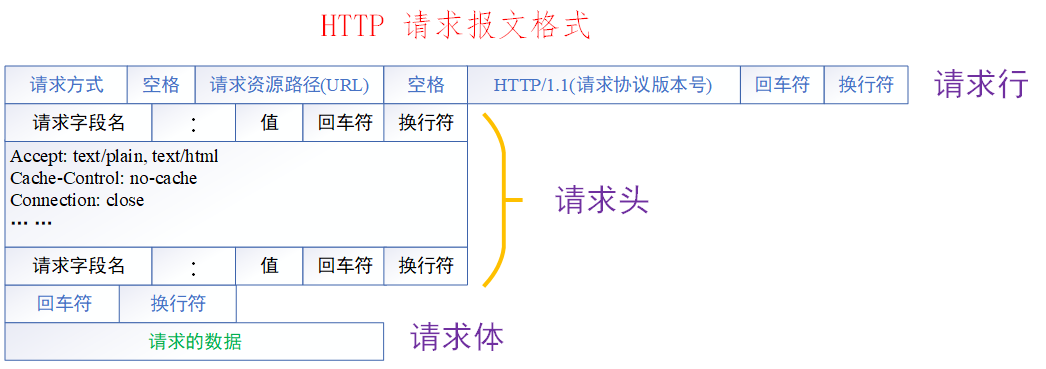 HTTP 请求报文格式
请求方式 空格 请求资源路径(URL) 空格 HTTP/1.1(请求协议版本号) 回车符 换行符 请求行
请求字段名 : 值 回车符 换行符
Accept: text/plain, text/html
Cache-Control: no-cache
Connection: close
… …
请求头
请求字段名 : 值 回车符 换行符
回车符 换行符
请求的数据 请求体